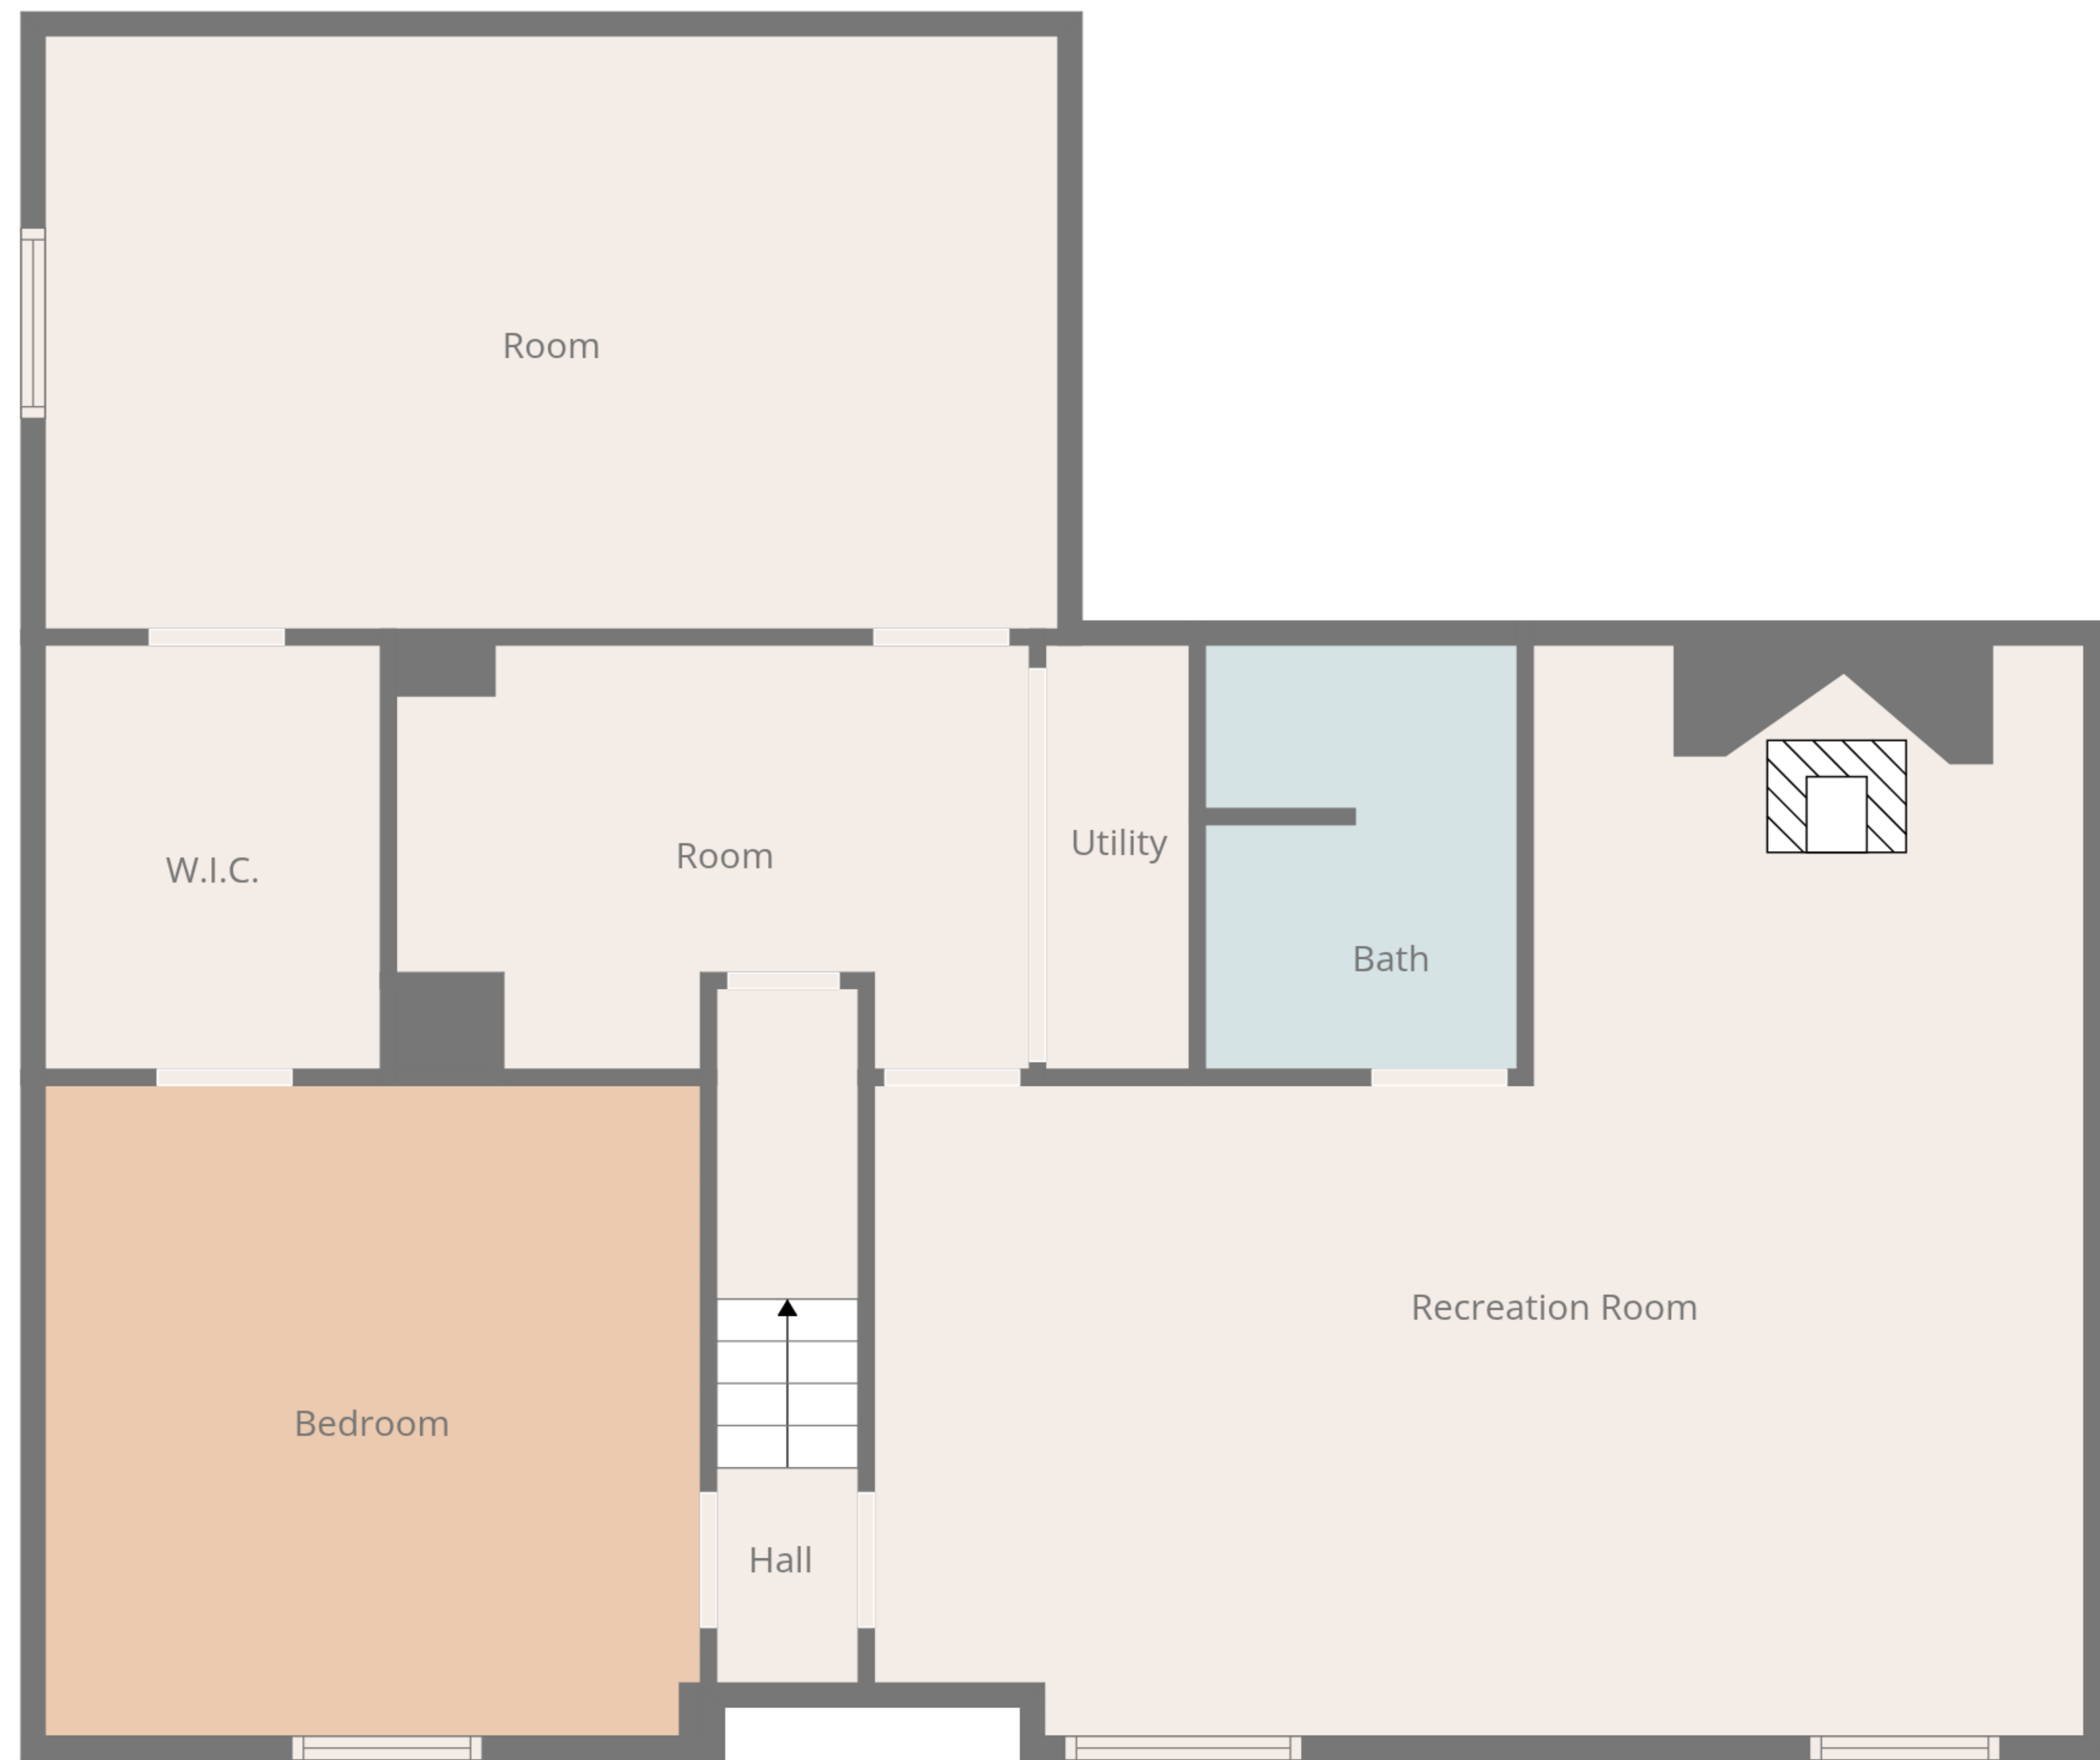 Room
W.I.C.
Room
Utility
Bath
Recreation Room
Bedroom
Hall